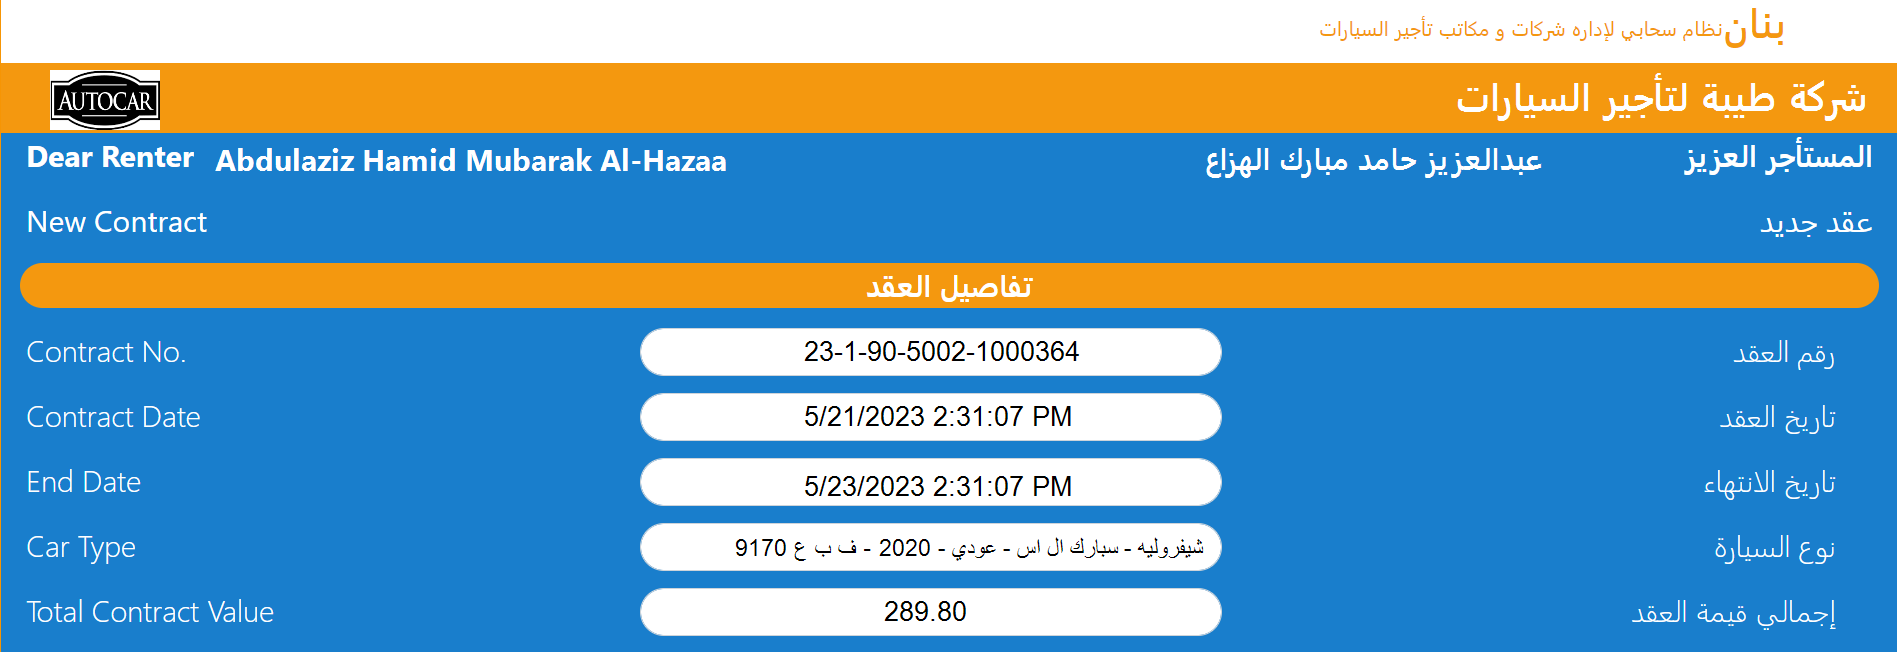 بنان نظام سحابي لإداره شركات و مكاتب تأجير السيارات
AUTOCAR
شركة طيبة لتأجير السيارات
Dear Renter Abdulaziz Hamid Mubarak Al-Hazaa
المستأجر العزيز عبدالعزيز حامد مبارك الهزاع
New Contract
عقد جديد
تفاصيل العقد
Contract No. 23-1-90-5002-1000364 رقم العقد
Contract Date 5/21/2023 2:31:07 PM تاريخ العقد
End Date 5/23/2023 2:31:07 PM تاريخ الانتهاء
Car Type شيفروليه - سبارك ال اس - عودي - 2020 - ف ب ع 9170 نوع السيارة
Total Contract Value 289.80 إجمالي قيمة العقد